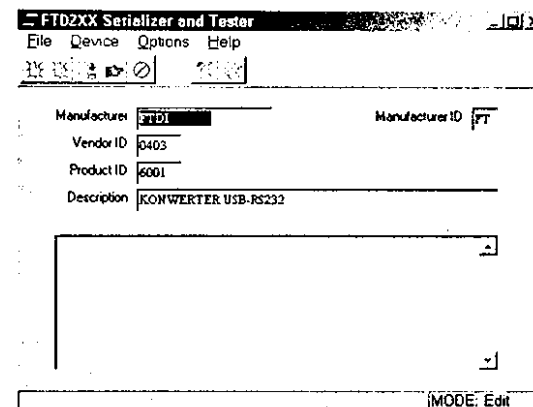 FTD2XX Serializer and Tester
File Device Options Help
Manufacturer FTDI Manufacturer ID FT
Vendor ID 0403
Product ID 6001
Description KONWERTER USB-RS232
MODE: Edit